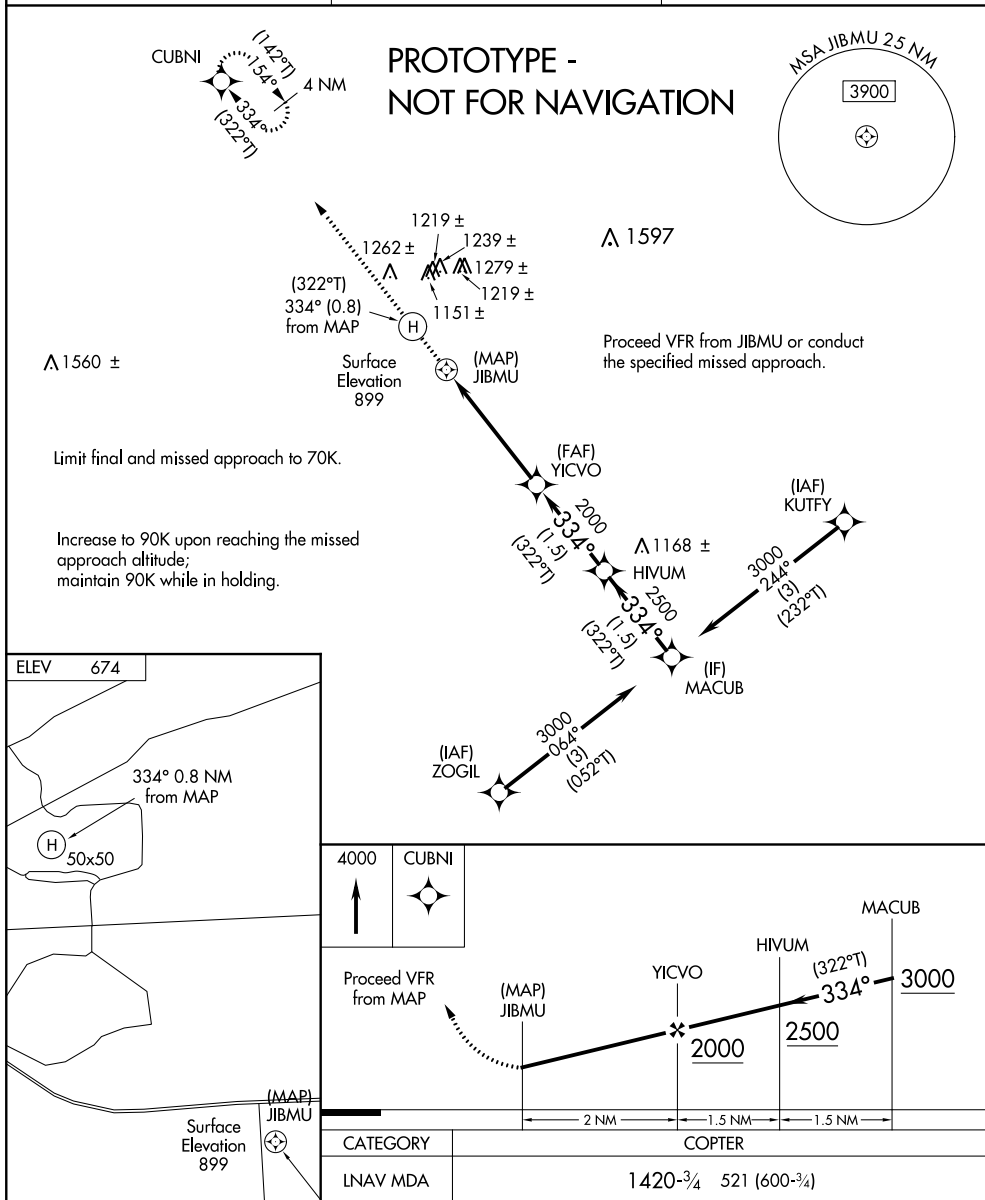 CUBNI
(142°T)
154°
4 NM
334°
(322°T)
PROTOTYPE -
NOT FOR NAVIGATION
MSA JIBMU 25 NM
3900
1219 ±
1262 ±
1239 ±
1279 ±
1219 ±
1151 ±
1597
(322°T)
334° (0.8)
from MAP
H
1560 ±
Surface
Elevation
899
(MAP)
JIBMU
Proceed VFR from JIBMU or conduct
the specified missed approach.
Limit final and missed approach to 70K.
(FAF)
YICVO
(IAF)
KUTFY
Increase to 90K upon reaching the missed
approach altitude;
maintain 90K while in holding.
2000
334°
(1.5)
(322°T)
1168 ±
HIVUM
3000
244°
(3)
(232°T)
2500
334°
(1.5)
(322°T)
(IF)
MACUB
(IAF)
ZOGIL
3000
064°
(3)
(052°T)
ELEV 674
334° 0.8 NM
from MAP
H
50x50
(MAP)
JIBMU
Surface
Elevation
899
4000
CUBNI
Proceed VFR
from MAP
(MAP)
JIBMU
YICVO
HIVUM
MACUB
(322°T)
334°
3000
2500
2000
2 NM
1.5 NM
1.5 NM
CATEGORY COPTER
LNAV MDA 1420-¾ 521 (600-¾)